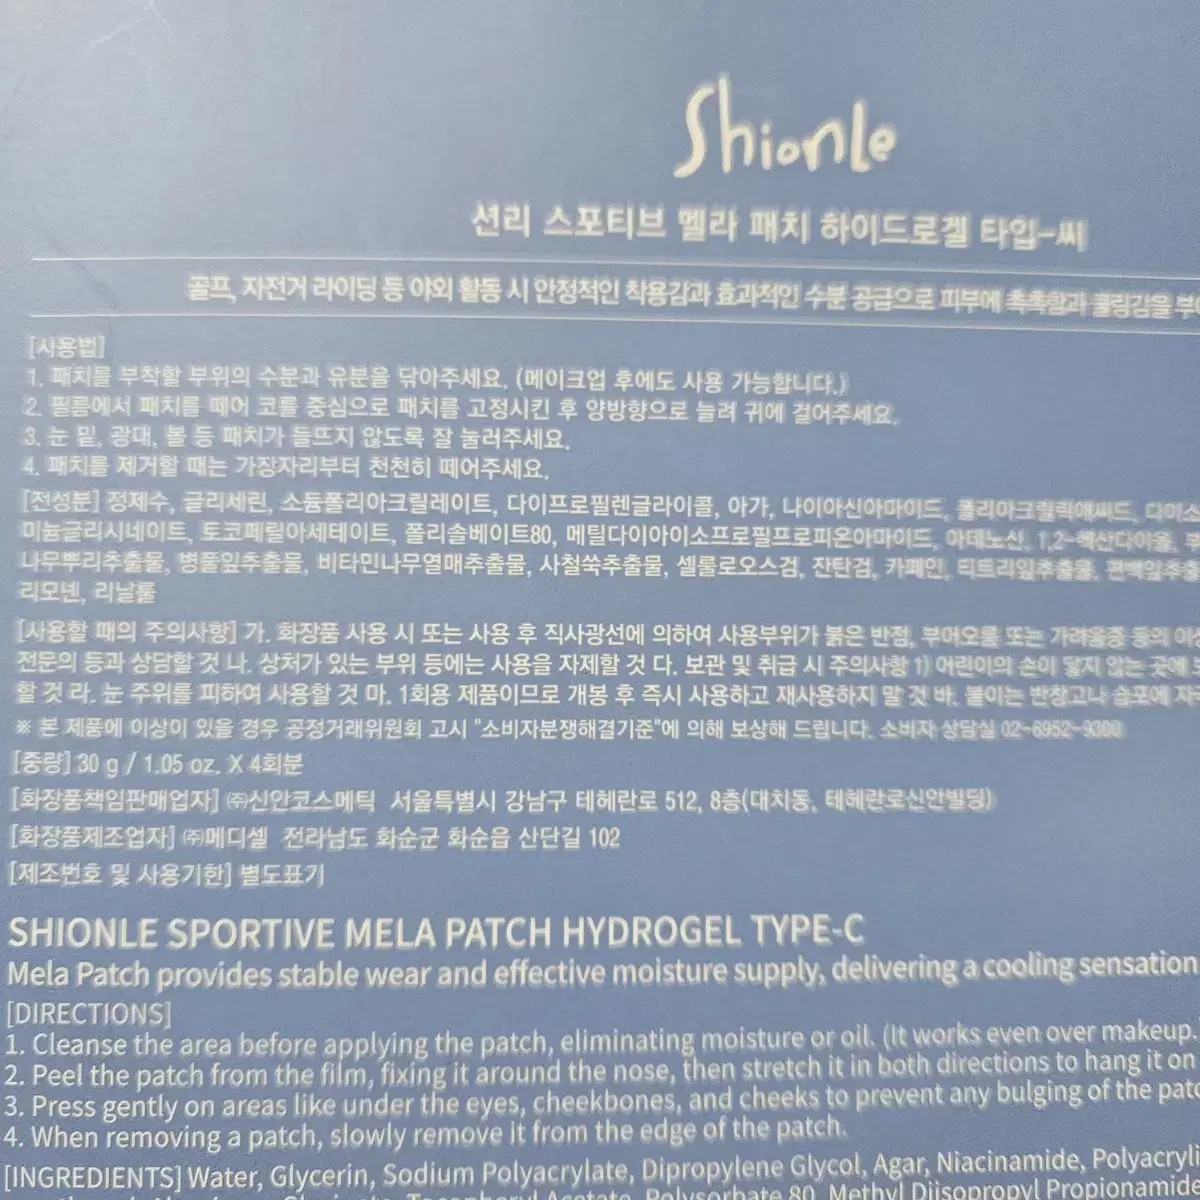 Shionle
션리 스포티브 멜라 패치 하이드로겔 타입-씨
골프, 자전거 라이딩 등 야외 활동 시 안정적인 착용감과 효과적인 수분 공급으로 피부에 촉촉함과 쿨링감을 부
[사용법]
1. 패치를 부착할 부위의 수분과 유분을 닦아주세요. (메이크업 후에도 사용 가능합니다.)
2. 필름에서 패치를 떼어 코를 중심으로 패치를 고정시킨 후 양방향으로 늘려 귀에 걸어주세요.
3. 눈 밑, 광대, 볼 등 패치가 들뜨지 않도록 잘 눌러주세요.
4. 패치를 제거할 때는 가장자리부터 천천히 떼어주세요.
[전성분] 정제수, 글리세린, 소듐폴리아크릴레이트, 다이프로필렌글라이콜, 아가, 나이아신아마이드, 폴리아크릴릭애씨드, 다이소
미늄글리시네이트, 토코페릴아세테이트, 폴리솔베이트80, 메틸다이아이소프로필프로피온아마이드, 아데노신, 1,2-헥산다이올,
나무뿌리추출물, 병풀잎추출물, 비타민나무열매추출물, 사철쑥추출물, 셀룰로오스검, 잔탄검, 카페인, 티트리잎추출물, 편백잎추출
리모넨, 리날룰
[사용할 때의 주의사항] 가. 화장품 사용 시 또는 사용 후 직사광선에 의하여 사용부위가 붉은 반점, 부어오름 또는 가려움증 등의 이상
전문의 등과 상담할 것 나. 상처가 있는 부위 등에는 사용을 자제할 것 다. 보관 및 취급 시 주의사항 1) 어린이의 손이 닿지 않는 곳에
할 것 라. 눈 주위를 피하여 사용할 것 마. 1회용 제품이므로 개봉 후 즉시 사용하고 재사용하지 말 것 바. 붙이는 반창고나 습포에
※ 본 제품에 이상이 있을 경우 공정거래위원회 고시 "소비자분쟁해결기준"에 의해 보상해 드립니다. 소비자 상담실 02-6952-9300
[중량] 30 g / 1.05 oz. X 4회분
[화장품책임판매업자] ㈜신안코스메틱 서울특별시 강남구 테헤란로 512, 8층(대치동, 테헤란로신안빌딩)
[화장품제조업자] ㈜메디셀 전라남도 화순군 화순읍 산단길 102
[제조번호 및 사용기한] 별도표기
SHIONLE SPORTIVE MELA PATCH HYDROGEL TYPE-C
Mela Patch provides stable wear and effective moisture supply, delivering a cooling sensation
[DIRECTIONS]
1. Cleanse the area before applying the patch, eliminating moisture or oil. (It works even over makeup.
2. Peel the patch from the film, fixing it around the nose, then stretch it in both directions to hang it on
3. Press gently on areas like under the eyes, cheekbones, and cheeks to prevent any bulging of the patc
4. When removing a patch, slowly remove it from the edge of the patch.
[INGREDIENTS] Water, Glycerin, Sodium Polyacrylate, Dipropylene Glycol, Agar, Niacinamide, Polyacryli
Glycinate, Tocopheryl Acetate, Polysorbate 80, Methyl Diisopropyl Propionamide